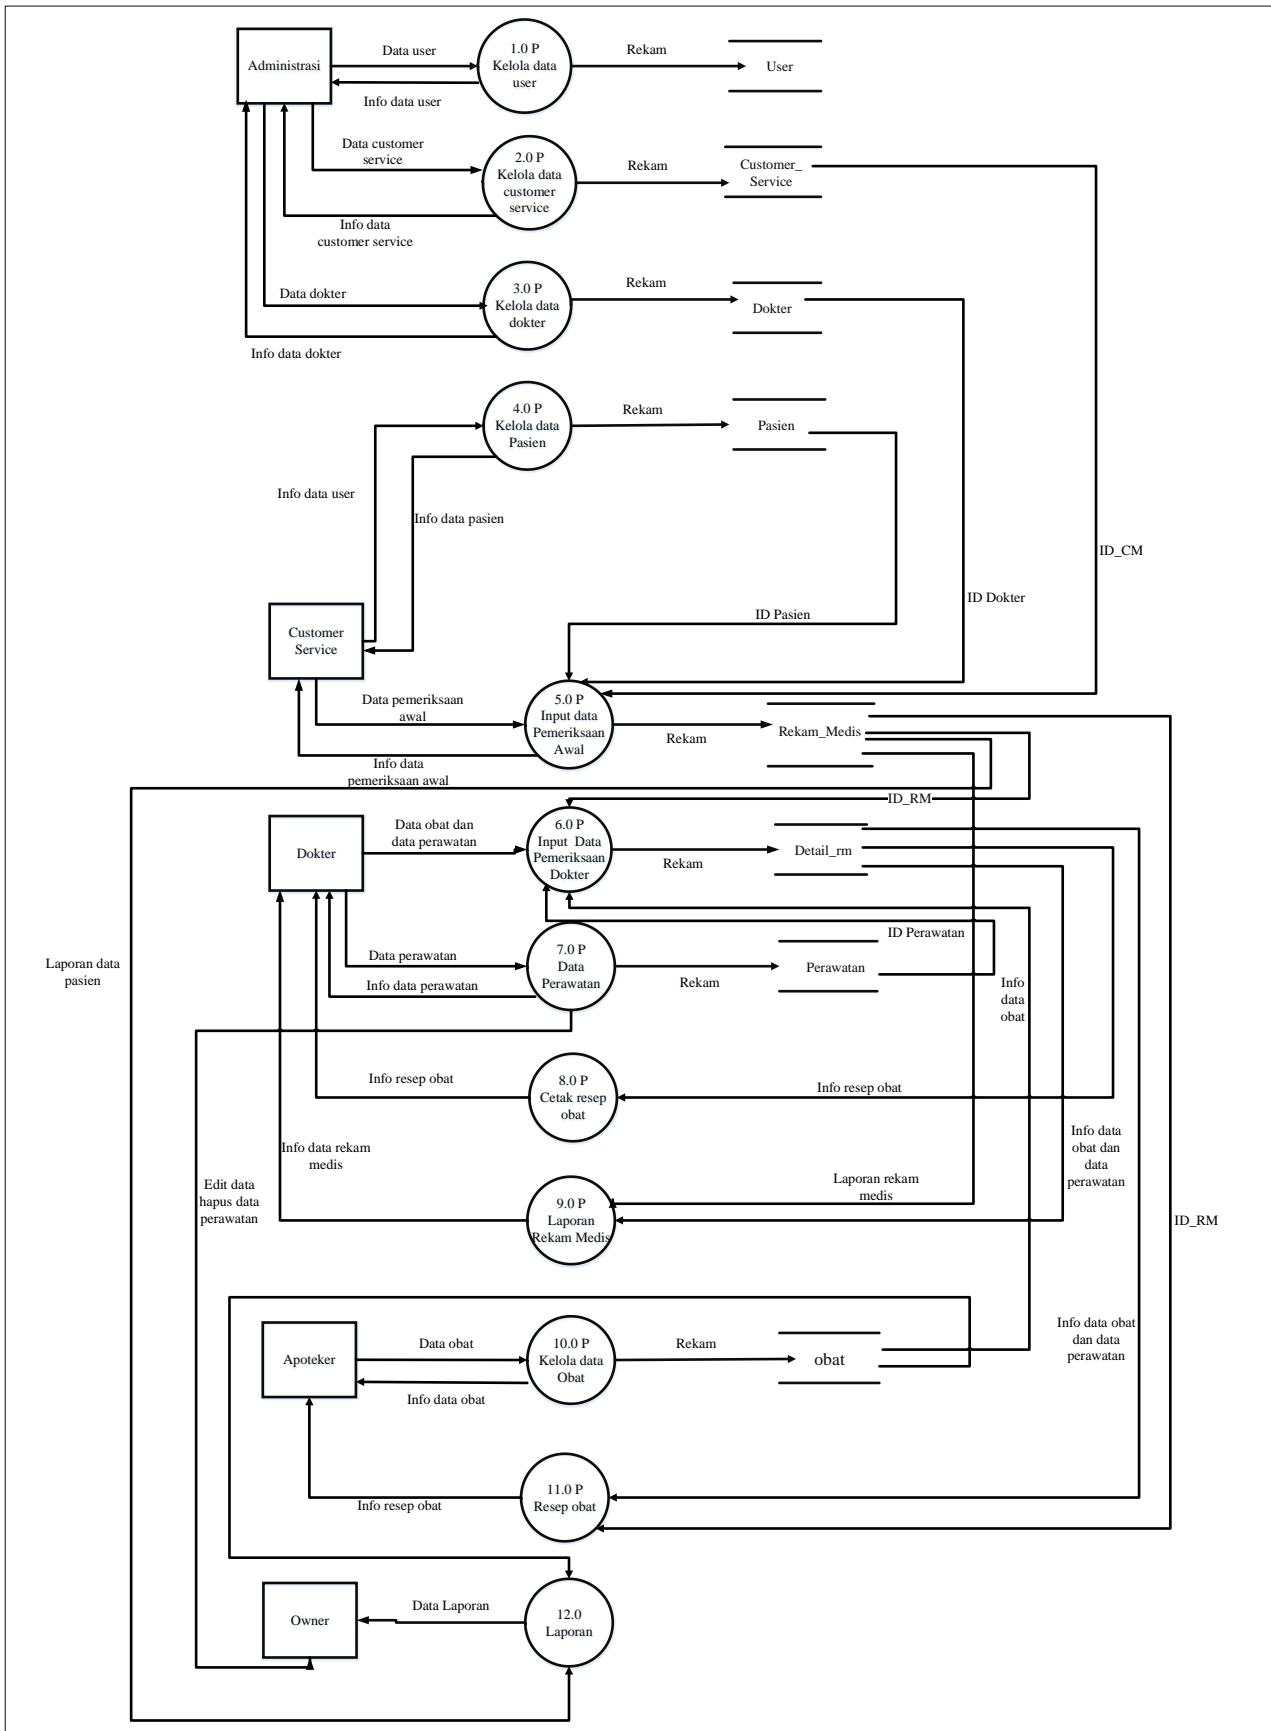 Administrasi
Data user
Info data user
1.0 P
Kelola data
user
Rekam
User
Data customer
service
Info data
customer service
2.0 P
Kelola data
customer
service
Rekam
Customer_
Service
Data dokter
Info data dokter
3.0 P
Kelola data
dokter
Rekam
Dokter
4.0 P
Kelola data
Pasien
Rekam
Pasien
Info data user
Info data pasien
ID_CM
ID Dokter
ID Pasien
Customer
Service
Data pemeriksaan
awal
Info data
pemeriksaan awal
5.0 P
Input data
Pemeriksaan
Awal
Rekam
Rekam_Medis
ID_RM
Dokter
Data obat dan
data perawatan
6.0 P
Input Data
Pemeriksaan
Dokter
Rekam
Detail_rm
ID Perawatan
Laporan data
pasien
Data perawatan
Info data perawatan
7.0 P
Data
Perawatan
Rekam
Perawatan
Info
data
obat
Info resep obat
8.0 P
Cetak resep
obat
Info resep obat
Info data rekam
medis
Info data
obat dan
data
perawatan
Edit data
hapus data
perawatan
9.0 P
Laporan
Rekam Medis
Laporan rekam
medis
ID_RM
Apoteker
Data obat
Info data obat
10.0 P
Kelola data
Obat
Rekam
obat
Info data obat
dan data
perawatan
Info resep obat
11.0 P
Resep obat
Owner
Data Laporan
12.0
Laporan